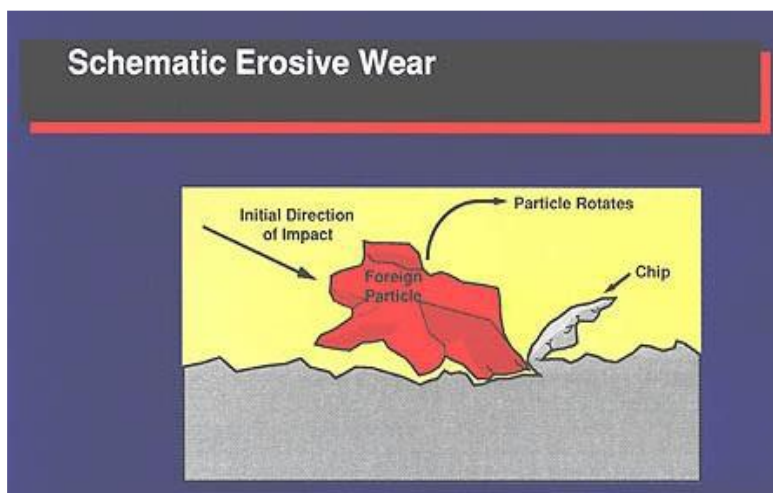 Schematic Erosive Wear
Initial Direction
of Impact
Particle Rotates
Foreign
Particle
Chip